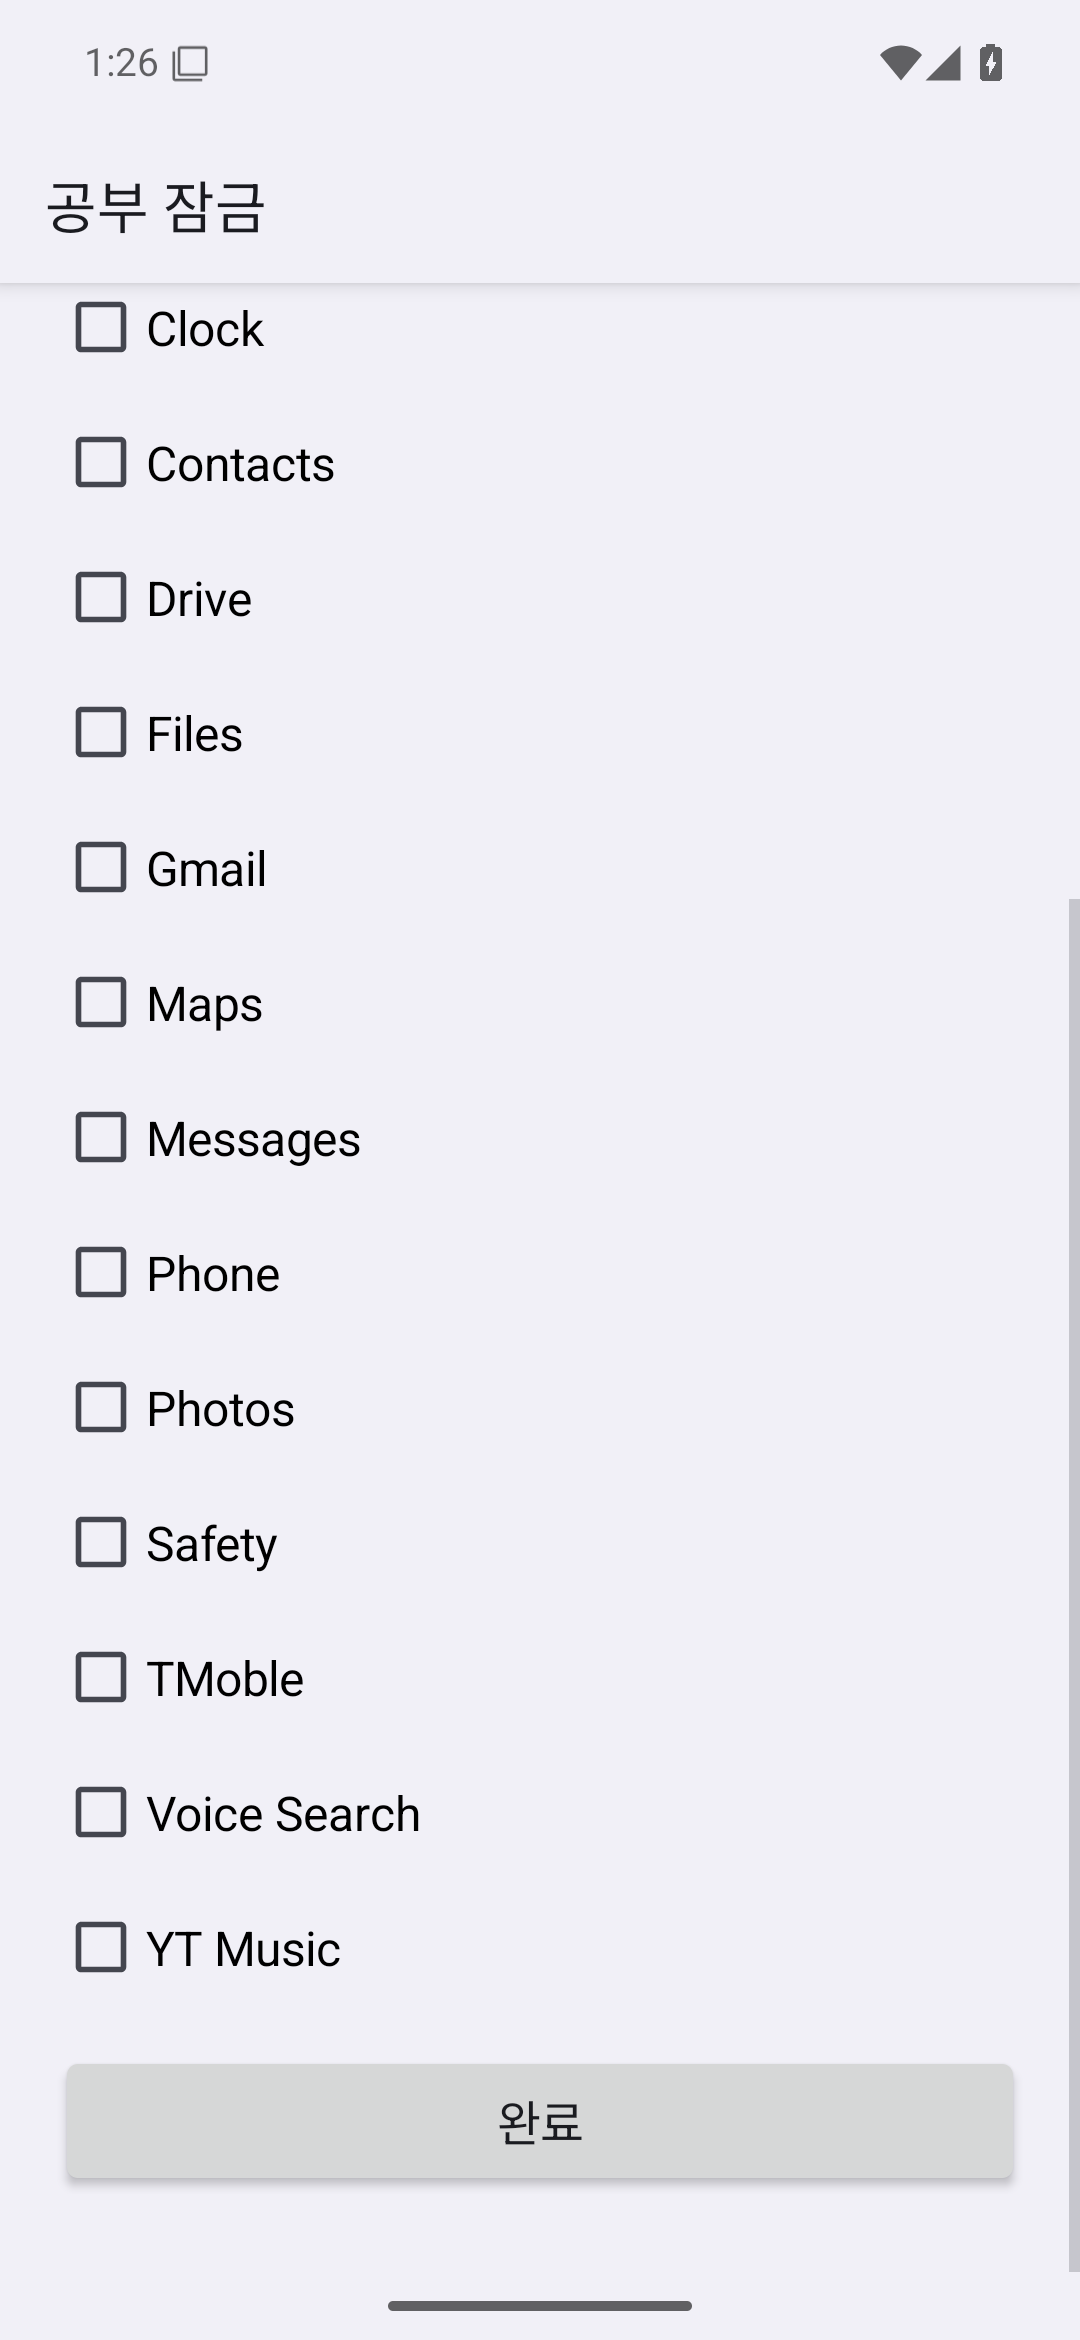 1:26
공부 잠금
Clock
Contacts
Drive
Files
Gmail
Maps
Messages
Phone
Photos
Safety
TMoble
Voice Search
YT Music
완료